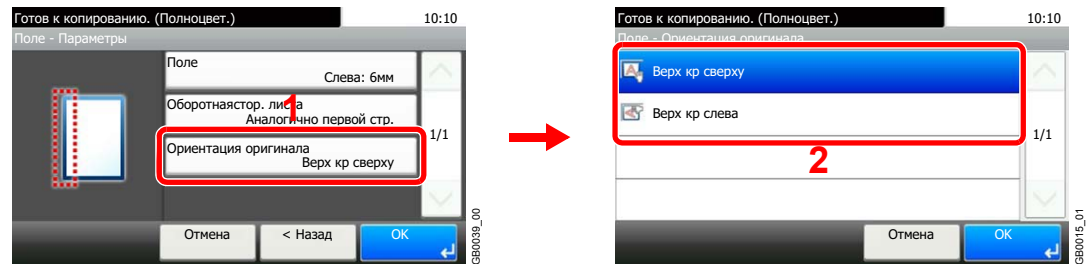 Готов к копированию. (Полноцвет.) 10:10
Поле - Параметры
Поле
Слева: 6мм
Оборотнаястор. листа
Аналогично первой стр.
1
Ориентация оригинала
Верх кр сверху
1/1
Отмена < Назад OK
GB0039_00
Готов к копированию. (Полноцвет.) 10:10
Поле - Ориентация оригинала
Верх кр сверху
Верх кр слева
1/1
2
Отмена OK
GB0015_01